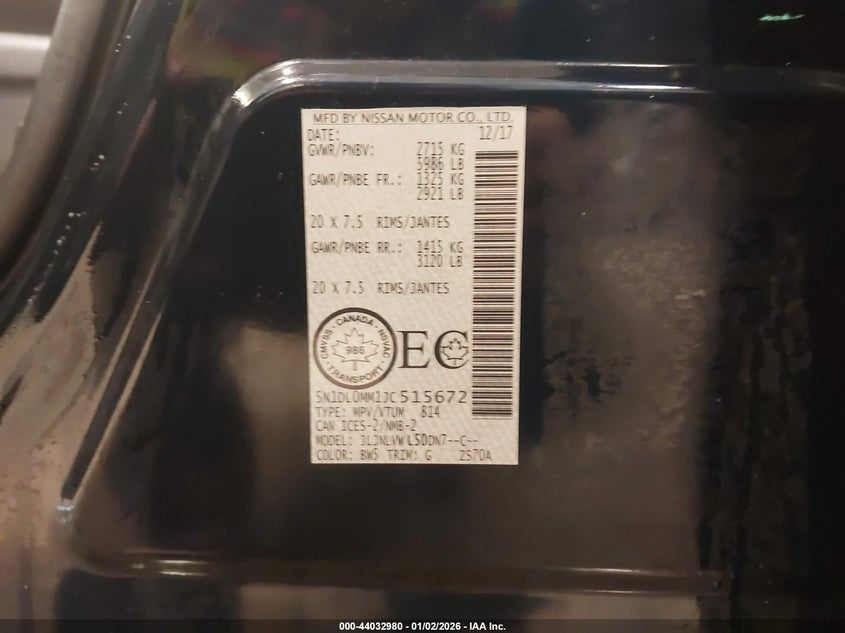 MFD BY NISSAN MOTOR CO., LTD.
DATE: 12/17
GVWR/PNBV: 2715 KG
5986 LB
GAWR/PNBE FR.: 1325 KG
2921 LB
20 X 7.5 RIMS/JANTES
GAWR/PNBE RR.: 1415 KG
3120 LB
20 X 7.5 RIMS/JANTES
CANADA
CMVSS · NSVAC
986
TRANSPORT
EC
5N1DL0MM1JC515672
TYPE: MPV/VTUM 814
CAN ICES-2/NMB-2
MODEL: JLJNLVWL50DN7--C--
COLOR: BW5 TRIM: G ZS7DA
000-44032980 - 01/02/2026 - IAA Inc.